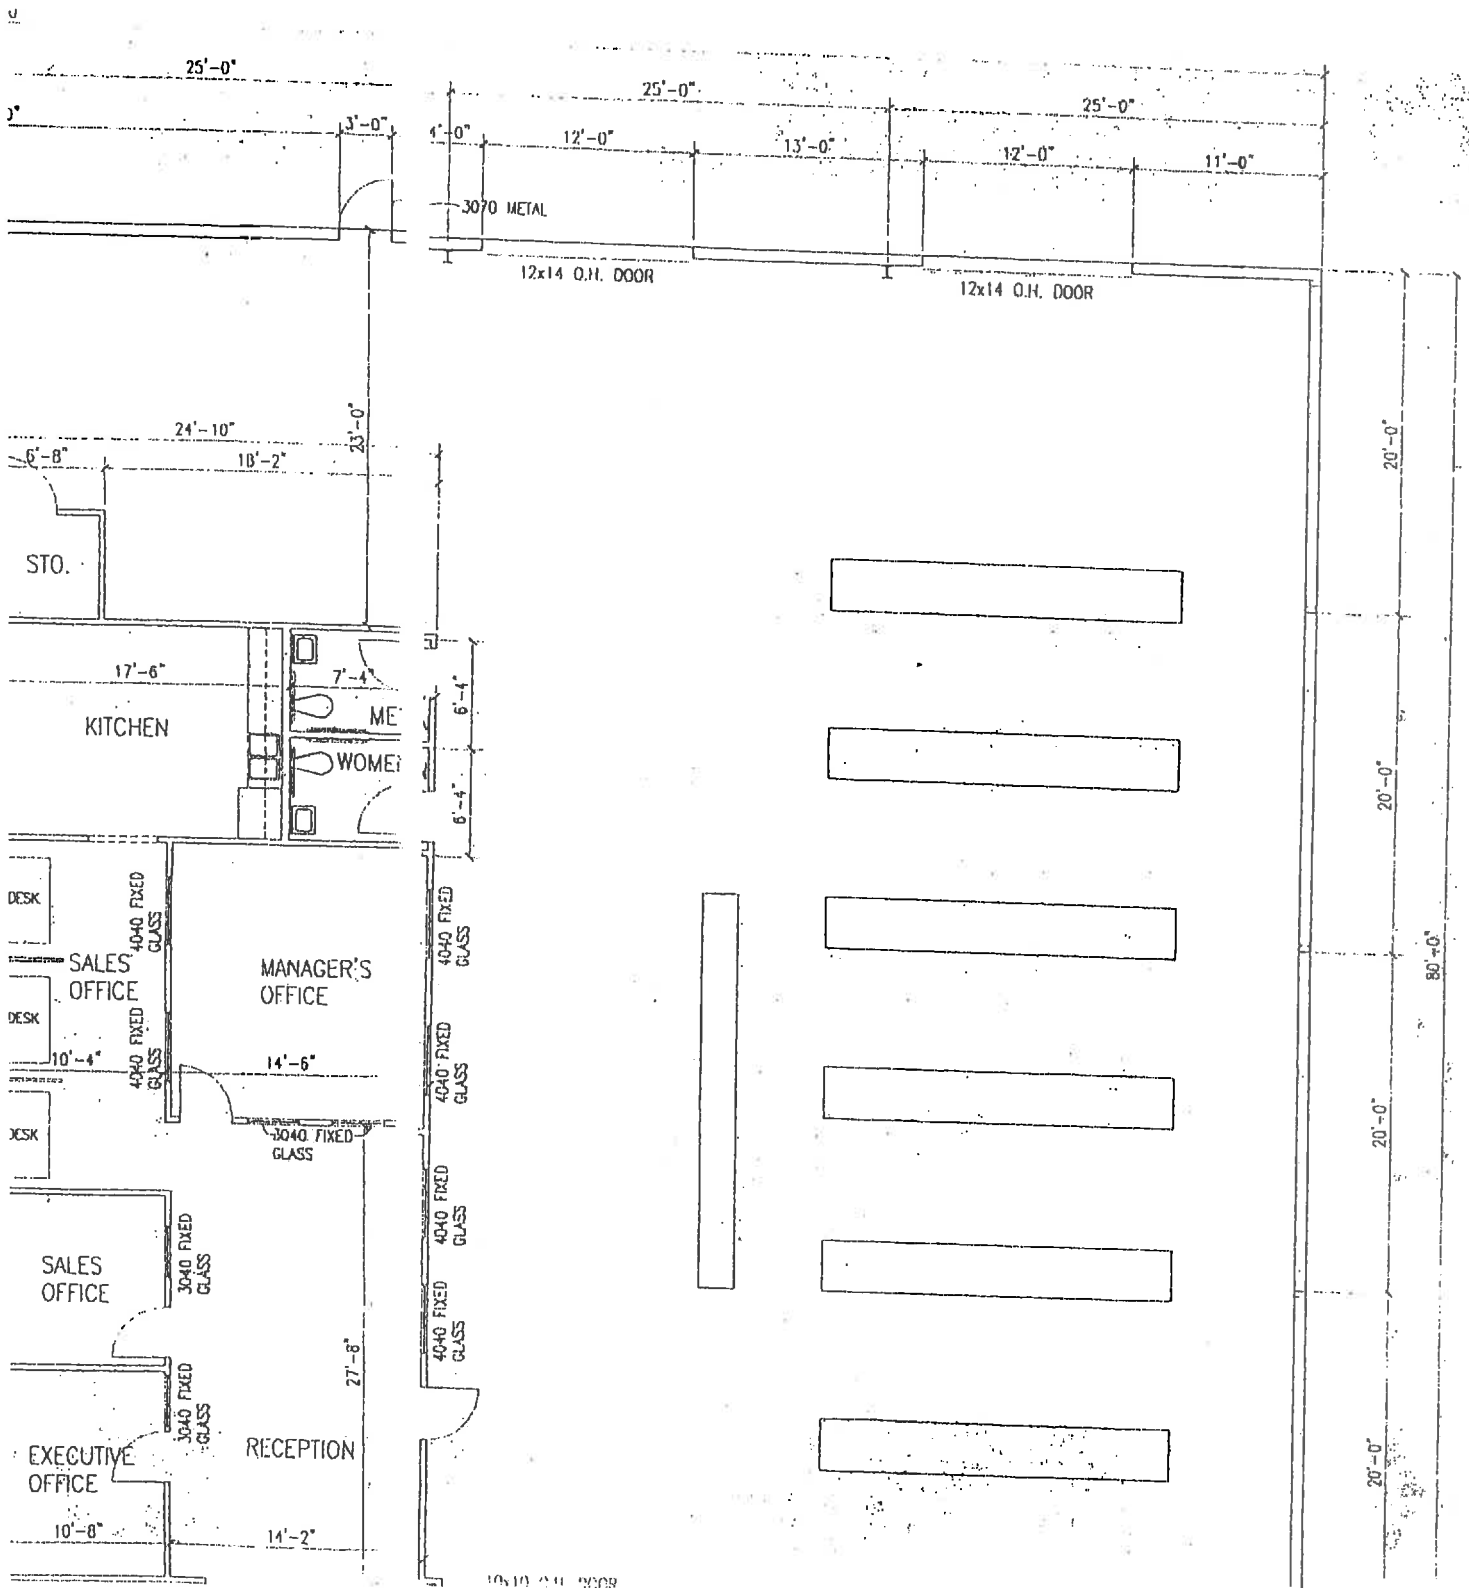 25'-0"
25'-0"
25'-0"
3'-0"
12'-0"
13'-0"
12'-0"
11'-0"
3070 METAL
12x14 O.H. DOOR
12x14 O.H. DOOR
24'-10"
23'-0"
6'-8"
18'-2"
20'-0"
STO.
17'-6"
7'-4"
6'-4"
KITCHEN
ME
WOME
6'-4"
20'-0"
DESK
4040 FIXED
GLASS
4040 FIXED
GLASS
SALES
OFFICE
MANAGER'S
OFFICE
80'-0"
DESK
4040 FIXED
GLASS
4040 FIXED
GLASS
10'-4"
14'-6"
DESK
3040 FIXED
GLASS
20'-0"
4040 FIXED
GLASS
SALES
OFFICE
3040 FIXED
GLASS
4040 FIXED
GLASS
27'-8"
3040 FIXED
GLASS
EXECUTIVE
OFFICE
RECEPTION
20'-0"
10'-8"
14'-2"
10x10 O.H. DOOR